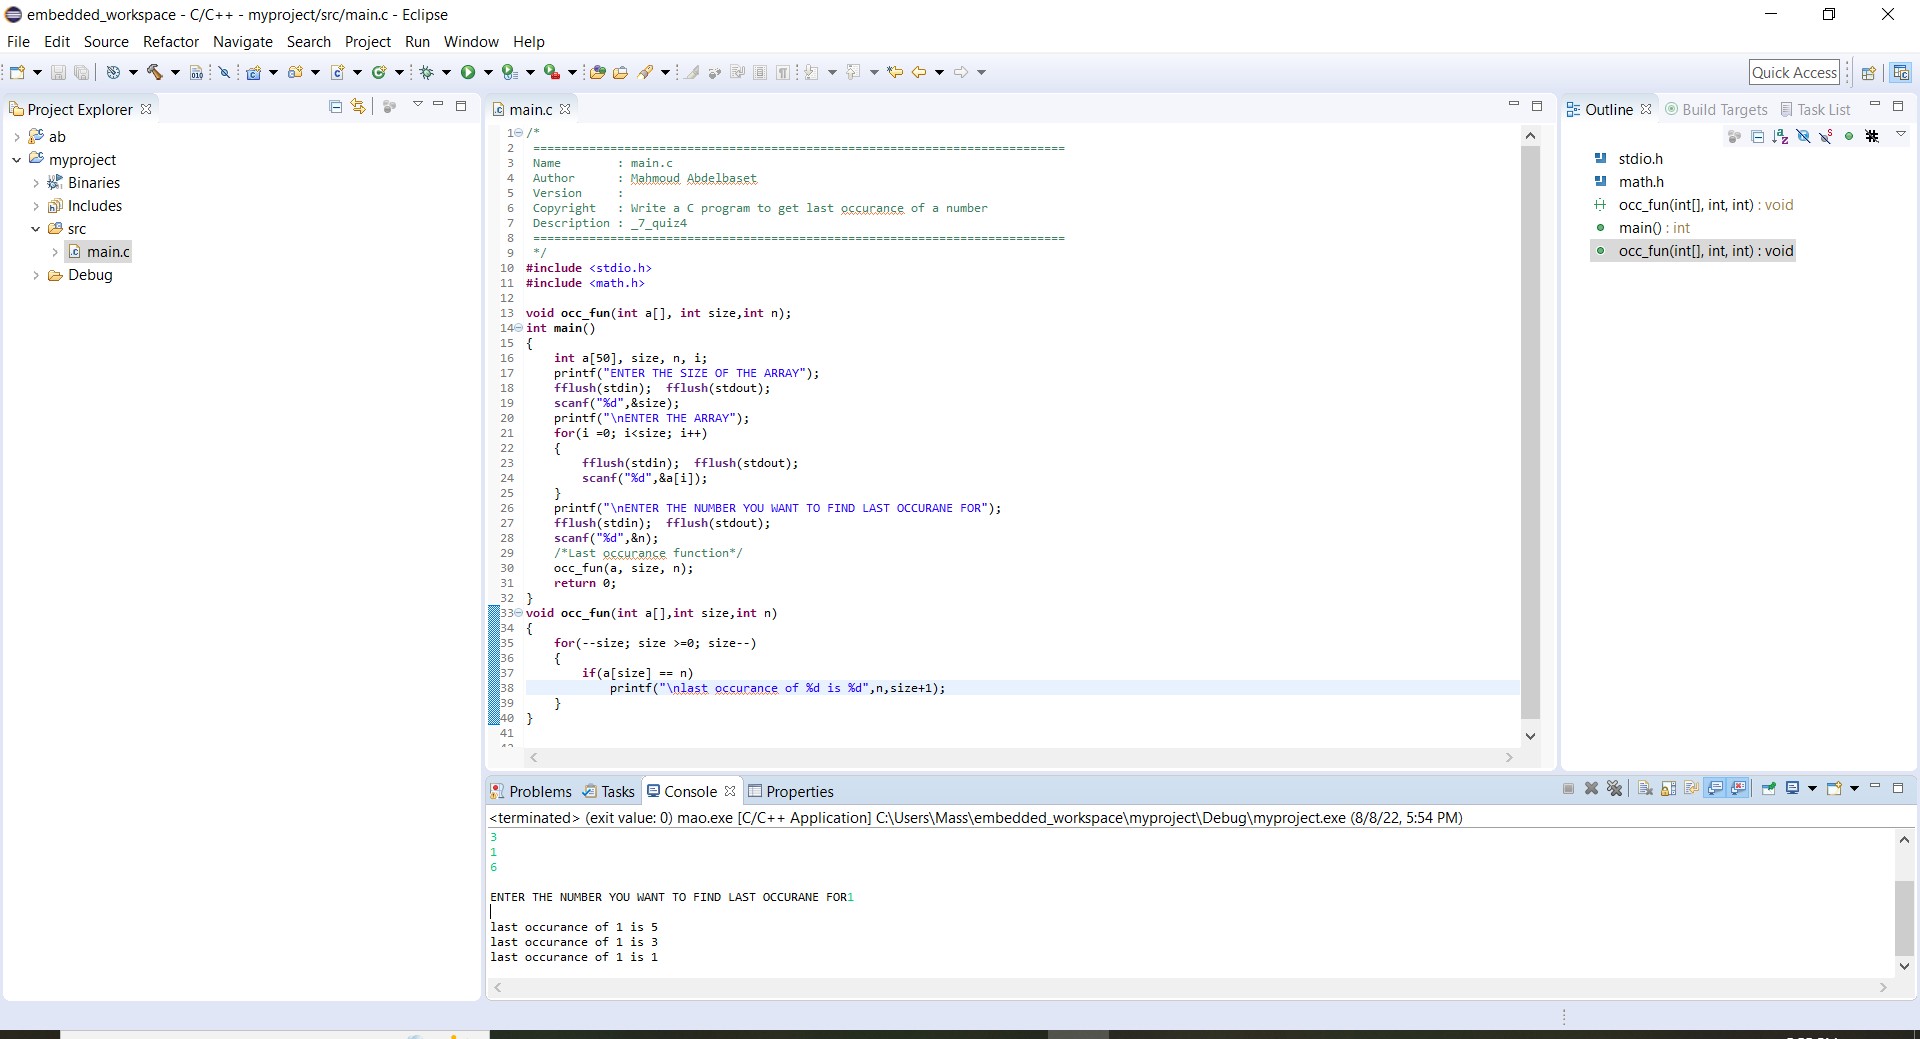 embedded_workspace - C/C++ - myproject/src/main.c - Eclipse
File Edit Source Refactor Navigate Search Project Run Window Help
Quick Access
Project Explorer
ab
myproject
Binaries
Includes
src
main.c
Debug
main.c
1 /*
2 ============================================================================
3 Name        : main.c
4 Author      : Mahmoud Abdelbaset
5 Version     :
6 Copyright   : Write a C program to get last occurance of a number
7 Description : _7_quiz4
8 ============================================================================
9 */
10 #include <stdio.h>
11 #include <math.h>
12
13 void occ_fun(int a[], int size,int n);
14 int main()
15 {
16     int a[50], size, n, i;
17     printf("ENTER THE SIZE OF THE ARRAY");
18     fflush(stdin);  fflush(stdout);
19     scanf("%d",&size);
20     printf("\nENTER THE ARRAY");
21     for(i =0; i<size; i++)
22     {
23         fflush(stdin);  fflush(stdout);
24         scanf("%d",&a[i]);
25     }
26     printf("\nENTER THE NUMBER YOU WANT TO FIND LAST OCCURANE FOR");
27     fflush(stdin);  fflush(stdout);
28     scanf("%d",&n);
29     /*Last occurance function*/
30     occ_fun(a, size, n);
31     return 0;
32 }
33 void occ_fun(int a[],int size,int n)
34 {
35     for(--size; size >=0; size--)
36     {
37         if(a[size] == n)
38             printf("\nlast occurance of %d is %d",n,size+1);
39     }
40 }
41
Outline Build Targets Task List
stdio.h
math.h
occ_fun(int[], int, int) : void
main() : int
occ_fun(int[], int, int) : void
Problems Tasks Console Properties
<terminated> (exit value: 0) mao.exe [C/C++ Application] C:\Users\Mass\embedded_workspace\myproject\Debug\myproject.exe (8/8/22, 5:54 PM)
3
1
6
ENTER THE NUMBER YOU WANT TO FIND LAST OCCURANE FOR1
last occurance of 1 is 5
last occurance of 1 is 3
last occurance of 1 is 1